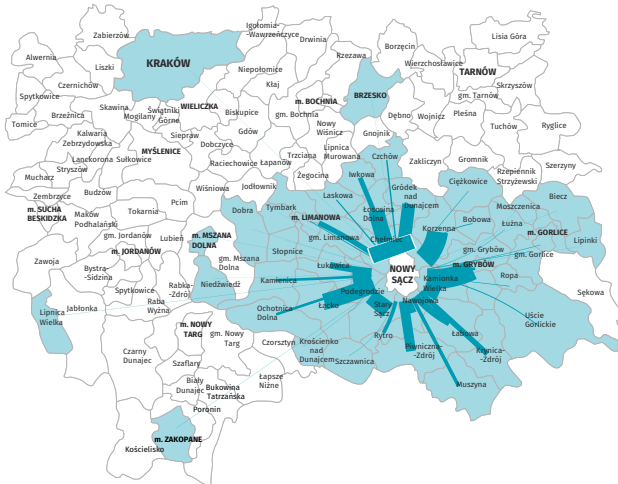 Zabierzów
Igołomia-
-Wawrzeńczyce
Drwinia
Borzęcin
Lisia Góra
Alwernia
Liszki
KRAKÓW
Niepołomice
Rzezawa
Wierzchosławice
TARNÓW
Czernichów
Kłaj
BRZESKO
Skrzyszów
Spytkowice
Skawina
Świątniki
Górne
WIELICZKA
m. BOCHNIA
gm. Tarnów
Brzeźnica
Mogilany
Biskupice
gm. Bochnia
Dębno
Wojnicz
Pleśna
Tomice
Kalwaria
Zebrzydowska
Siepraw
Gdów
Nowy
Wiśnicz
Gnojnik
Tuchów
Ryglice
Dobczyce
Lanckorona
Sułkowice
MYŚLENICE
Raciechowice
Łapanów
Trzciana
Lipnica
Murowana
Czchów
Zakliczyn
Gromnik
Stryszów
Szerzyny
Mucharz
Żegocina
Iwkowa
Rzepiennik
Strzyżewski
Zembrzyce
Budzów
Wiśniowa
Jodłownik
Laskowa
Gródek
nad
Dunajcem
Ciężkowice
Biecz
m. SUCHA
BESKIDZKA
Maków
Podhalański
Tokarnia
Pcim
Dobra
Tymbark
m. LIMANOWA
Łososina
Dolna
Moszczenica
Bobowa
Łużna
Korzenna
m. GORLICE
gm. Jordanów
Lubień
m. MSZANA
DOLNA
gm. Limanowa
Chełmiec
Lipinki
m. JORDANÓW
Słopnice
gm. Grybów
gm. Gorlice
Zawoja
Bystra-
-Sidzina
gm. Mszana
Dolna
Łukowica
NOWY
SĄCZ
m. GRYBÓW
Ropa
Spytkowice
Rabka-
-Zdrój
Niedźwiedź
Kamienica
Kamionka
Wielka
Sękowa
Podegrodzie
Raba
Wyżna
Lipnica
Wielka
Jabłonka
Ochotnica
Dolna
Łącko
Stary
Sącz
Nawojowa
Uście
Gorlickie
m. NOWY
TARG
gm. Nowy
Targ
Czorsztyn
Krościenko
nad
Dunajcem
Rytro
Łabowa
Czarny
Dunajec
Piwniczna-
-Zdrój
Krynica-
-Zdrój
Szaflary
Szczawnica
Biały
Dunajec
Bukowina
Tatrzańska
Łapsze
Niżne
Muszyna
Poronin
m. ZAKOPANE
Kościelisko